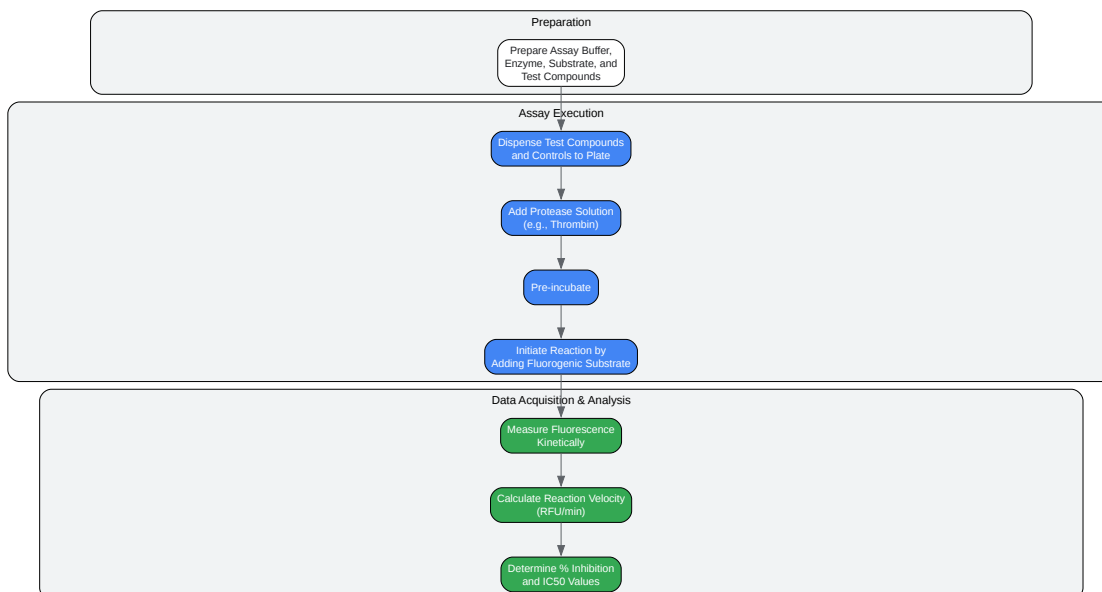 Preparation
Prepare Assay Buffer,
Enzyme, Substrate, and
Test Compounds
Assay Execution
Dispense Test Compounds
and Controls to Plate
Add Protease Solution
(e.g., Thrombin)
Pre-incubate
Initiate Reaction by
Adding Fluorogenic Substrate
Data Acquisition & Analysis
Measure Fluorescence
Kinetically
Calculate Reaction Velocity
(RFU/min)
Determine % Inhibition
and IC50 Values